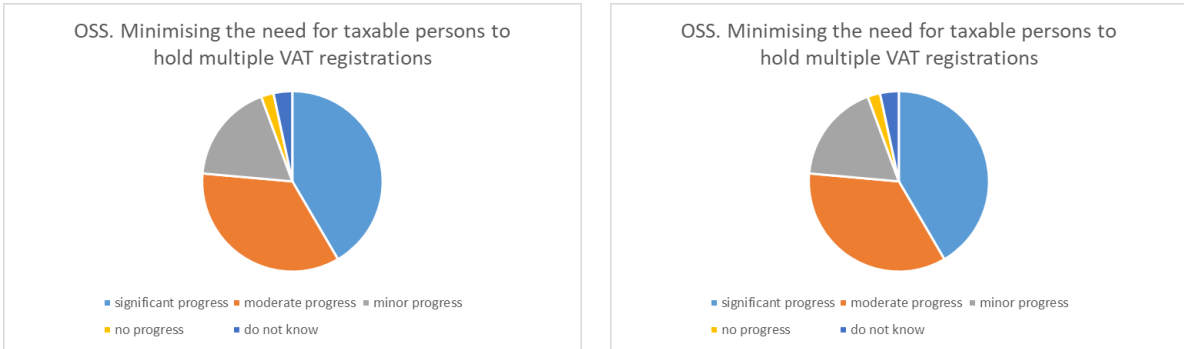 OSS. Minimising the need for taxable persons to
hold multiple VAT registrations
significant progress moderate progress minor progress
no progress do not know
OSS. Minimising the need for taxable persons to
hold multiple VAT registrations
significant progress moderate progress minor progress
no progress do not know